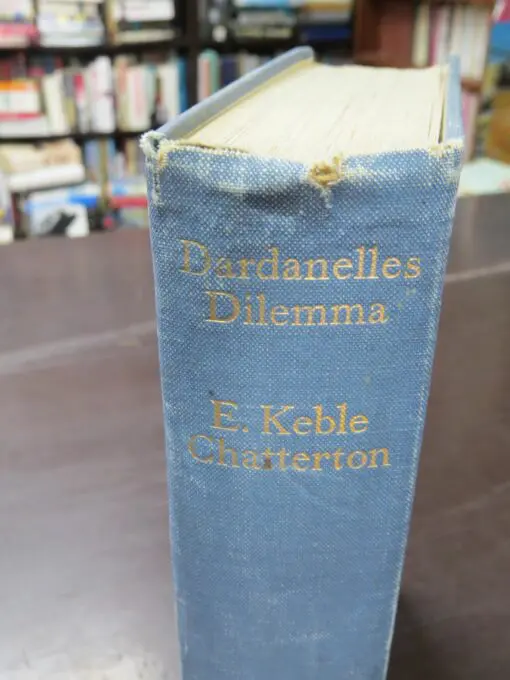 Dardanelles
Dilemma
E. Keble
Chatterton